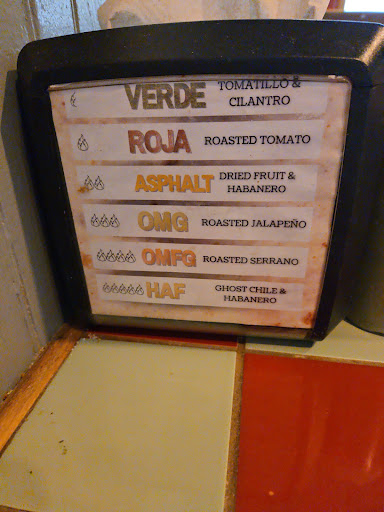 VERDE TOMATILLO &
CILANTRO
ROJA ROASTED TOMATO
ASPHALT DRIED FRUIT &
HABANERO
OMG ROASTED JALAPEÑO
OMFG ROASTED SERRANO
HAF GHOST CHILE &
HABANERO